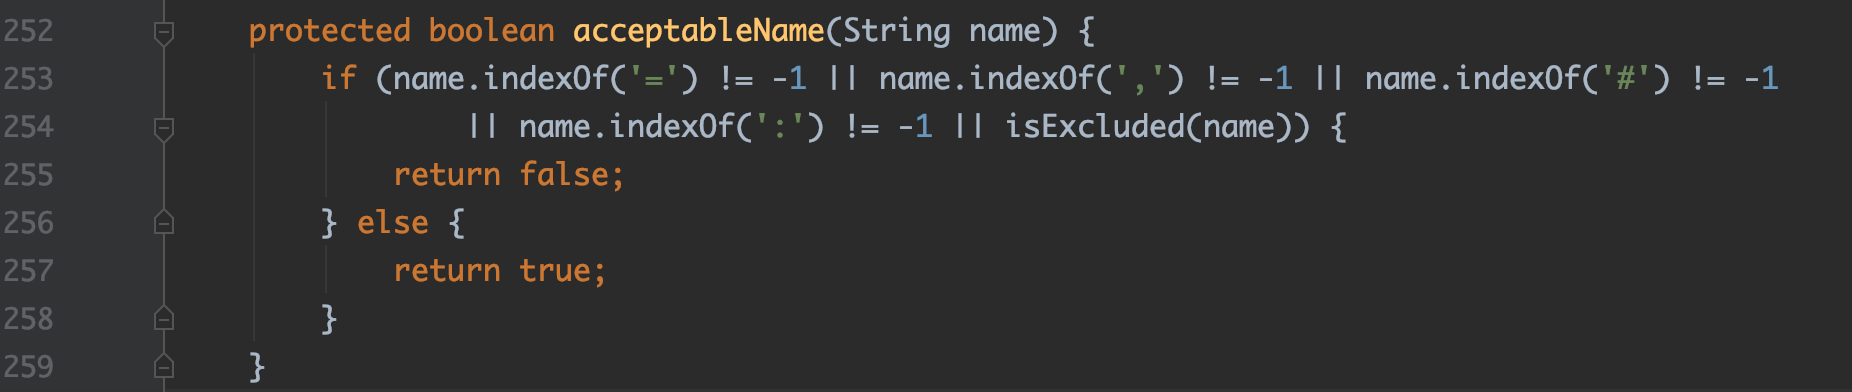 252 protected boolean acceptableName(String name) {
253 if (name.indexOf('=') != -1 || name.indexOf(',') != -1 || name.indexOf('#') != -1
254 || name.indexOf(':') != -1 || isExcluded(name)) {
255 return false;
256 } else {
257 return true;
258 }
259 }